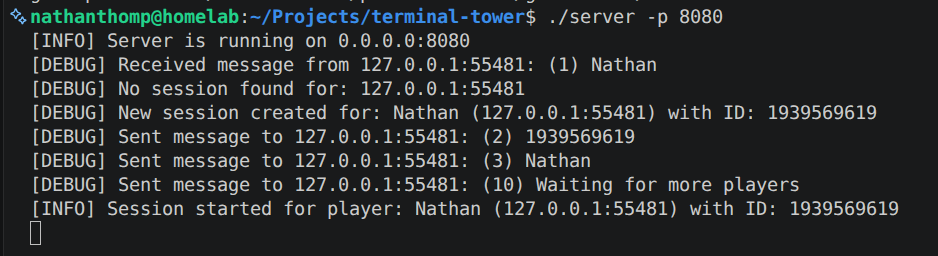 nathanthomp@homelab:~/Projects/terminal-tower$ ./server -p 8080
[INFO] Server is running on 0.0.0.0:8080
[DEBUG] Received message from 127.0.0.1:55481: (1) Nathan
[DEBUG] No session found for: 127.0.0.1:55481
[DEBUG] New session created for: Nathan (127.0.0.1:55481) with ID: 1939569619
[DEBUG] Sent message to 127.0.0.1:55481: (2) 1939569619
[DEBUG] Sent message to 127.0.0.1:55481: (3) Nathan
[DEBUG] Sent message to 127.0.0.1:55481: (10) Waiting for more players
[INFO] Session started for player: Nathan (127.0.0.1:55481) with ID: 1939569619